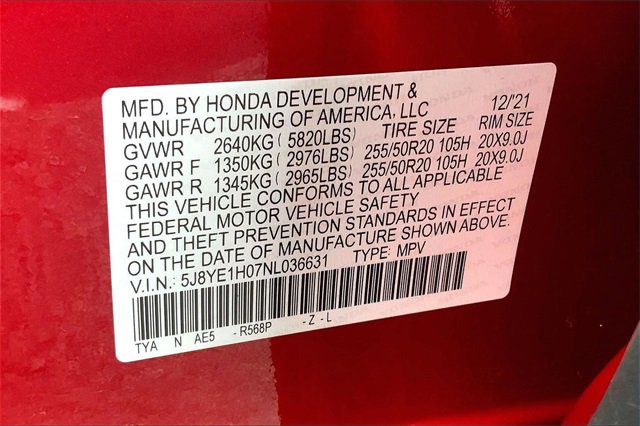 MFD. BY HONDA DEVELOPMENT &
MANUFACTURING OF AMERICA, LLC 12/'21
GVWR 2640KG ( 5820LBS) TIRE SIZE RIM SIZE
GAWR F 1350KG ( 2976LBS) 255/50R20 105H 20X9.0J
GAWR R 1345KG ( 2965LBS) 255/50R20 105H 20X9.0J
THIS VEHICLE CONFORMS TO ALL APPLICABLE
FEDERAL MOTOR VEHICLE SAFETY
AND THEFT PREVENTION STANDARDS IN EFFECT
ON THE DATE OF MANUFACTURE SHOWN ABOVE.
V.I.N.: 5J8YE1H07NL036631 TYPE: MPV
TYA N AE5 -R568P -Z-L